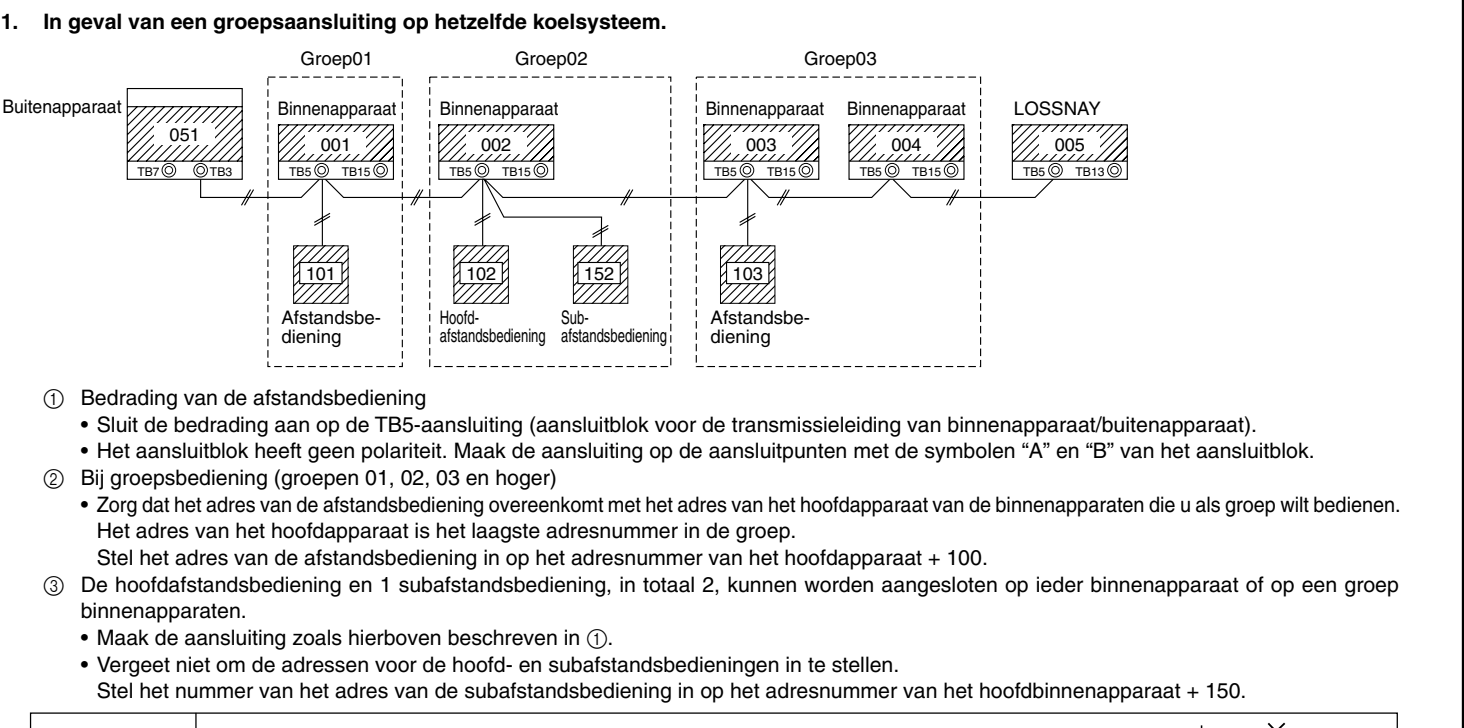 1. In geval van een groepsaansluiting op hetzelfde koelsysteem.
Groep01 Groep02 Groep03
Buitenapparaat Binnenapparaat Binnenapparaat Binnenapparaat Binnenapparaat LOSSNAY
051 001 002 003 004 005
TB7 TB3 TB5 TB15 TB5 TB15 TB5 TB15 TB5 TB15 TB5 TB13
101 102 152 103
Afstandsbe- Hoofd- Sub- Afstandsbe-
diening afstandsbediening afstandsbediening diening
① Bedrading van de afstandsbediening
• Sluit de bedrading aan op de TB5-aansluiting (aansluitblok voor de transmissieleiding van binnenapparaat/buitenapparaat).
• Het aansluitblok heeft geen polariteit. Maak de aansluiting op de aansluitpunten met de symbolen “A” en “B” van het aansluitblok.
② Bij groepsbediening (groepen 01, 02, 03 en hoger)
• Zorg dat het adres van de afstandsbediening overeenkomt met het adres van het hoofdapparaat van de binnenapparaten die u als groep wilt bedienen.
Het adres van het hoofdapparaat is het laagste adresnummer in de groep.
Stel het adres van de afstandsbediening in op het adresnummer van het hoofdapparaat + 100.
③ De hoofdafstandsbediening en 1 subafstandsbediening, in totaal 2, kunnen worden aangesloten op ieder binnenapparaat of op een groep
binnenapparaten.
• Maak de aansluiting zoals hierboven beschreven in ①.
• Vergeet niet om de adressen voor de hoofd- en subafstandsbedieningen in te stellen.
Stel het nummer van het adres van de subafstandsbediening in op het adresnummer van het hoofdbinnenapparaat + 150.